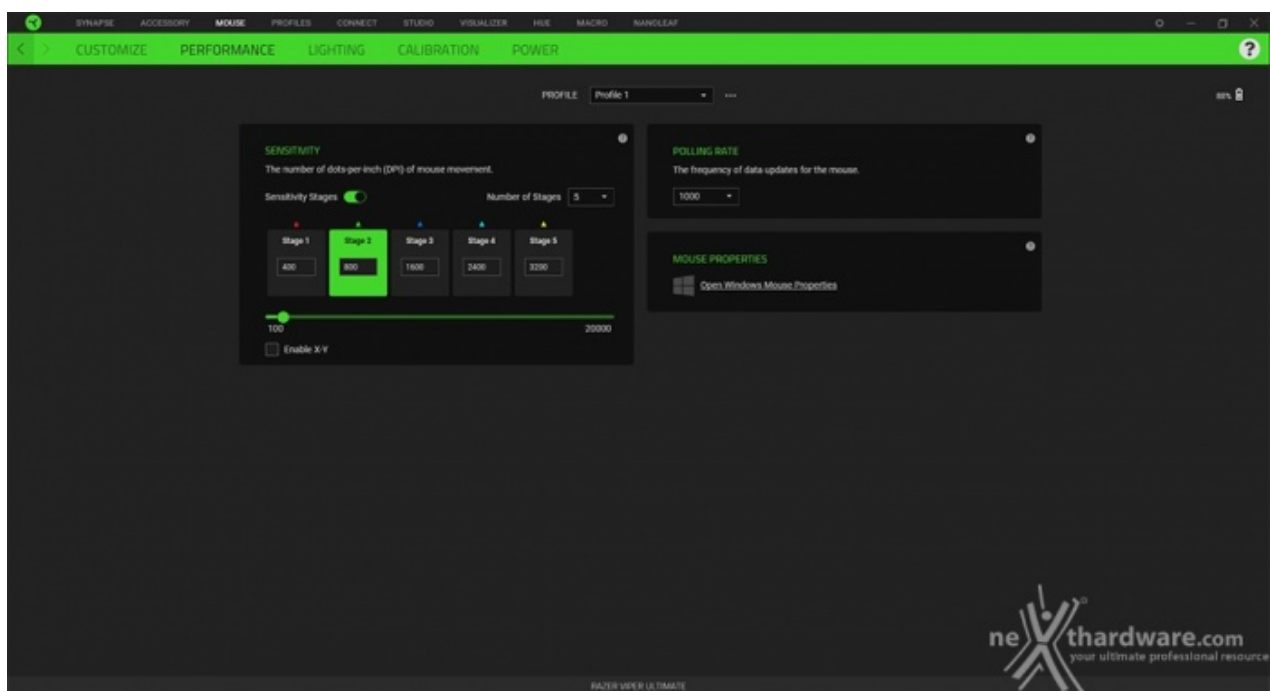 SYNAPSE ACCESSORY MOUSE PROFILES CONNECT STUDIO VISUALIZER HUE MACRO NANOLEAF
< > CUSTOMIZE PERFORMANCE LIGHTING CALIBRATION POWER ?
PROFILE Profile 1 ...
SENSITIVITY ?
The number of dots-per-inch (DPI) of mouse movement.
Sensitivity Stages Number of Stages 5
Stage 1 Stage 2 Stage 3 Stage 4 Stage 5
400 800 1600 2400 3200
100 20000
Enable X-Y
POLLING RATE ?
The frequency of data updates for the mouse.
1000
MOUSE PROPERTIES ?
Open Windows Mouse Properties
nexthardware.com
your ultimate professional resource
RAZER VIPER ULTIMATE